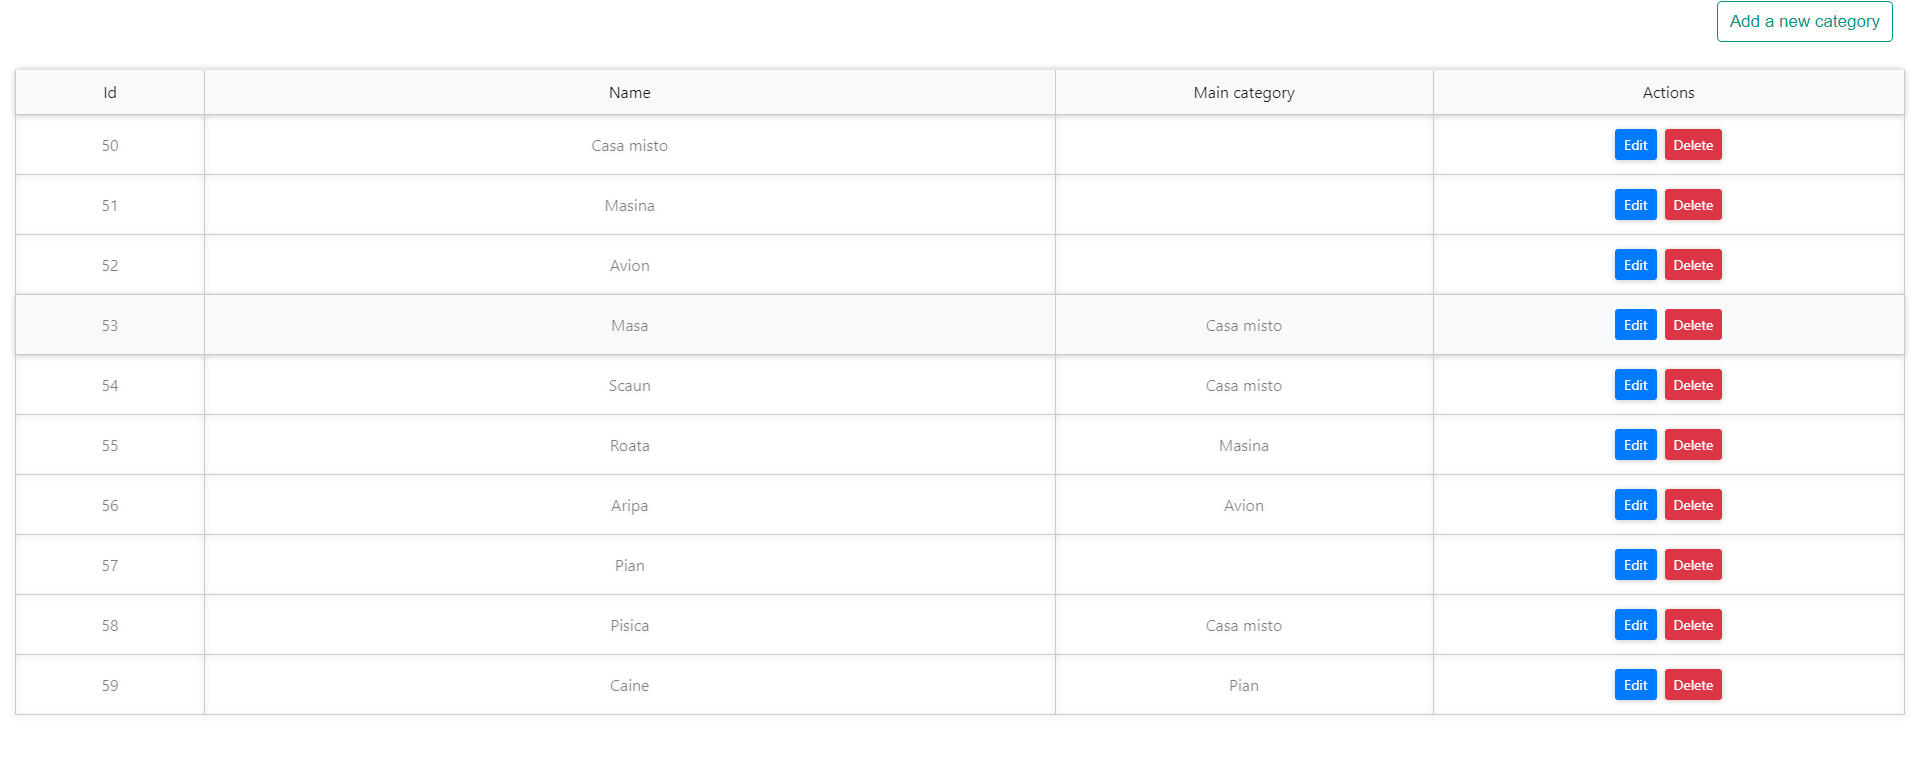 Add a new category
Id Name Main category Actions
50 Casa misto Edit Delete
51 Masina Edit Delete
52 Avion Edit Delete
53 Masa Casa misto Edit Delete
54 Scaun Casa misto Edit Delete
55 Roata Masina Edit Delete
56 Aripa Avion Edit Delete
57 Pian Edit Delete
58 Pisica Casa misto Edit Delete
59 Caine Pian Edit Delete